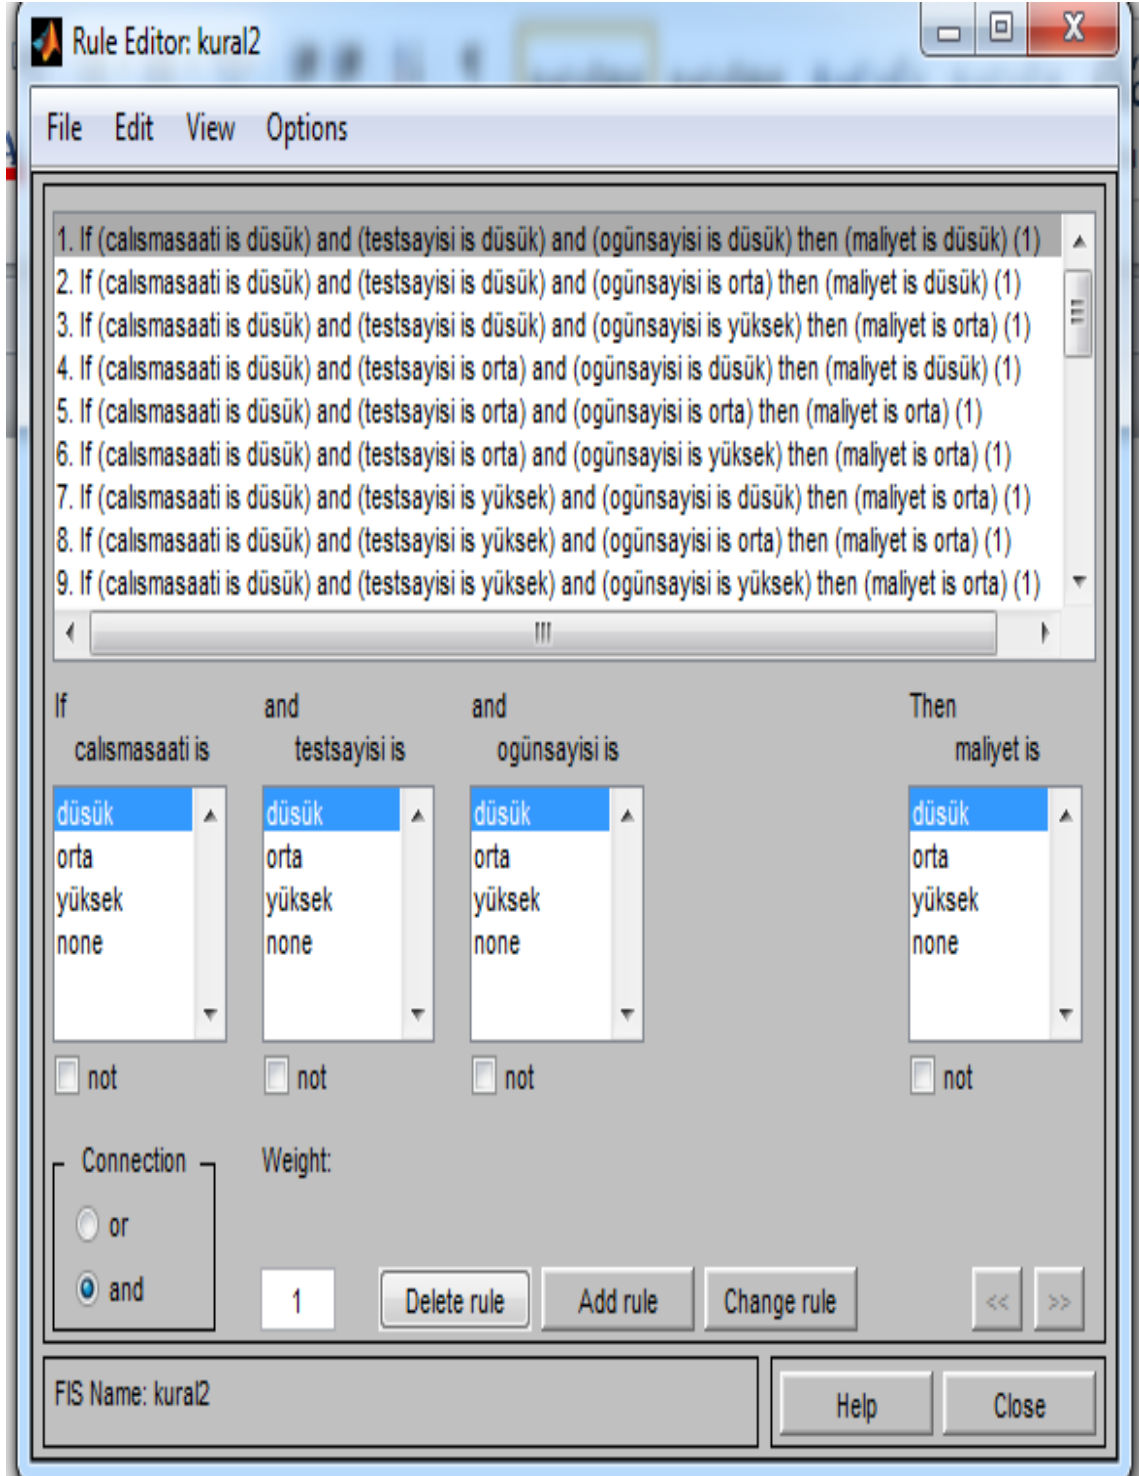 Rule Editor: kural2
File Edit View Options
1. If (calısmasaati is düsük) and (testsayisi is düsük) and (ogünsayisi is düsük) then (maliyet is düsük) (1)
2. If (calısmasaati is düsük) and (testsayisi is düsük) and (ogünsayisi is orta) then (maliyet is düsük) (1)
3. If (calısmasaati is düsük) and (testsayisi is düsük) and (ogünsayisi is yüksek) then (maliyet is orta) (1)
4. If (calısmasaati is düsük) and (testsayisi is orta) and (ogünsayisi is düsük) then (maliyet is düsük) (1)
5. If (calısmasaati is düsük) and (testsayisi is orta) and (ogünsayisi is orta) then (maliyet is orta) (1)
6. If (calısmasaati is düsük) and (testsayisi is orta) and (ogünsayisi is yüksek) then (maliyet is orta) (1)
7. If (calısmasaati is düsük) and (testsayisi is yüksek) and (ogünsayisi is düsük) then (maliyet is orta) (1)
8. If (calısmasaati is düsük) and (testsayisi is yüksek) and (ogünsayisi is orta) then (maliyet is orta) (1)
9. If (calısmasaati is düsük) and (testsayisi is yüksek) and (ogünsayisi is yüksek) then (maliyet is orta) (1)
If and and Then
calısmasaati is testsayisi is ogünsayisi is maliyet is
düsük düsük düsük düsük
orta orta orta orta
yüksek yüksek yüksek yüksek
none none none
not not not not
Connection Weight:
or
and 1 Delete rule Add rule Change rule << >>
FIS Name: kural2 Help Close